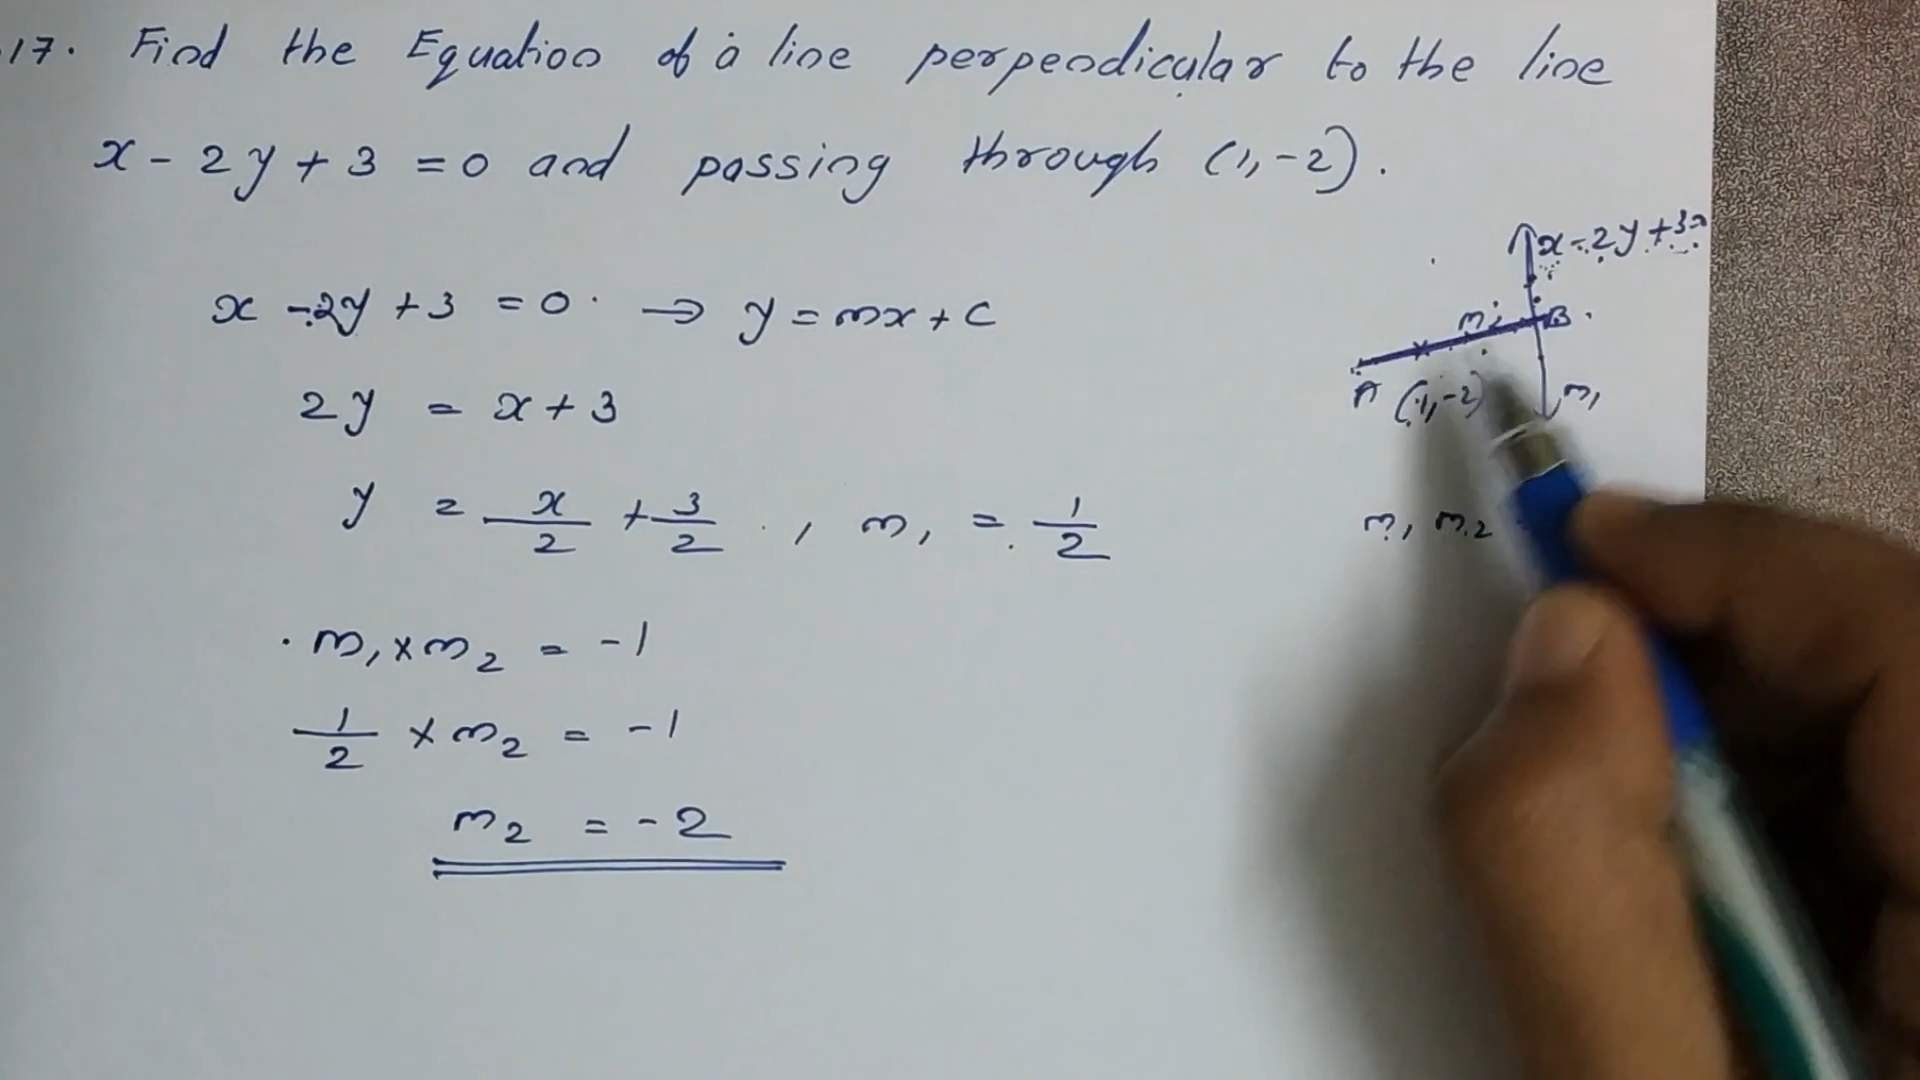 17. Find the Equation of a line perpendicular to the line
x - 2y + 3 = 0 and passing through (1, -2).
x - 2y + 3 = 0 → y = mx + c
2y = x + 3
y = x/2 + 3/2 , m₁ = 1/2
m₁ x m₂ = -1
1/2 x m₂ = -1
m₂ = -2
x - 2y + 3 =
m₂ B
A (1, -2) m₁
m₁ m₂